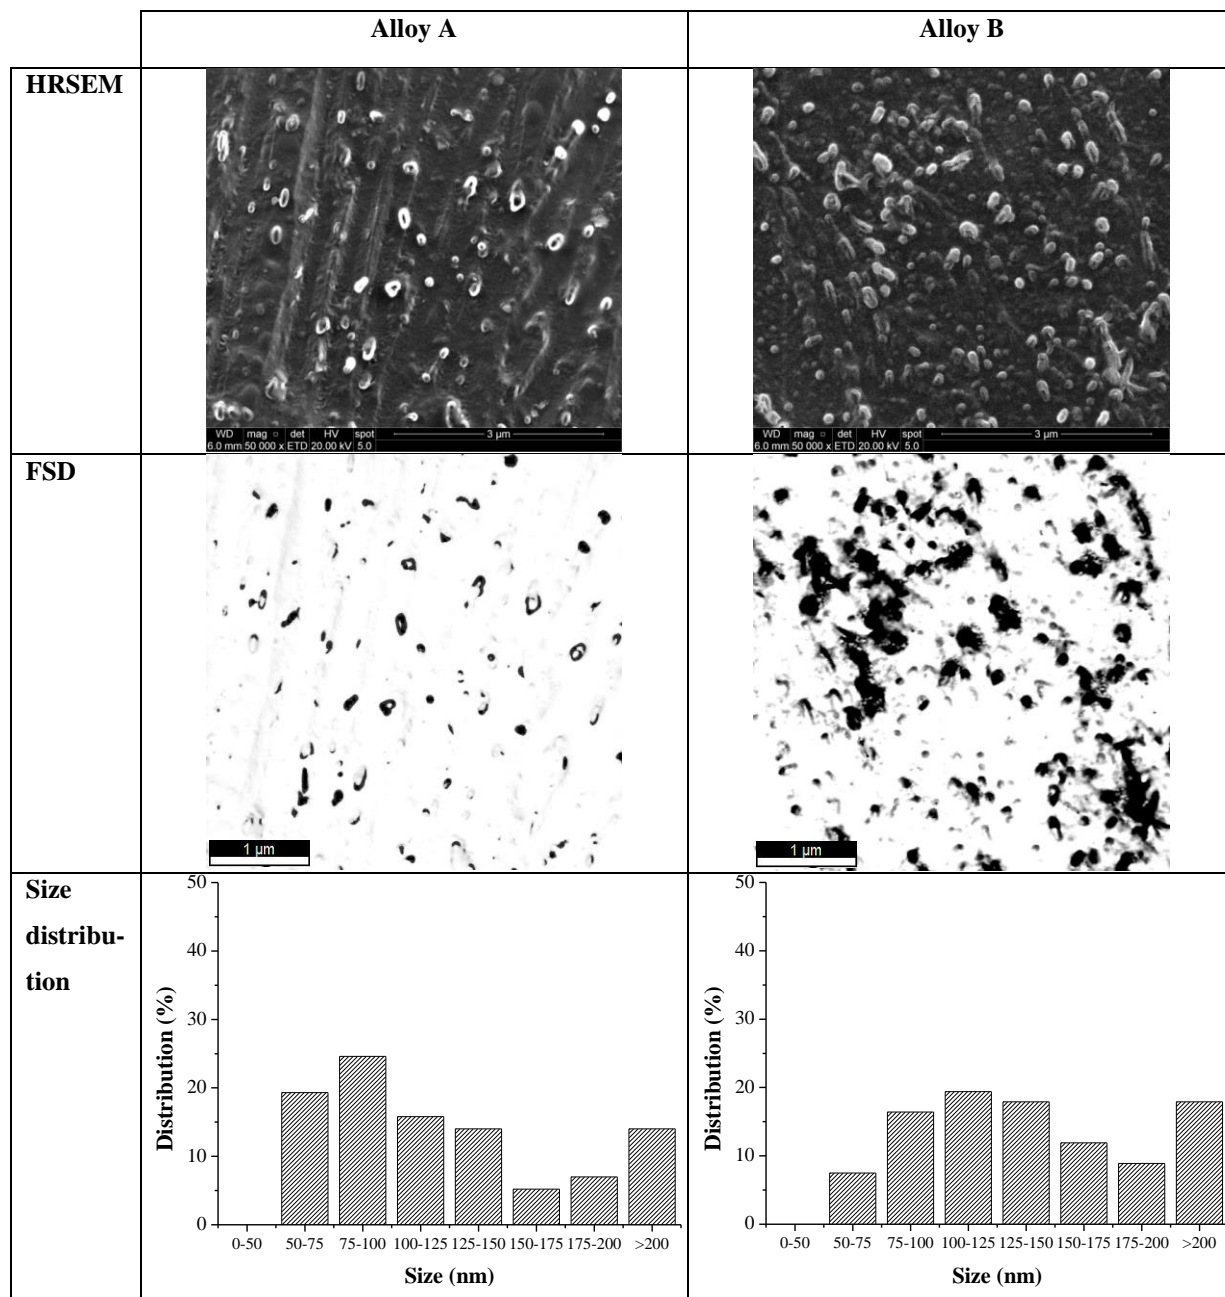 Alloy A
Alloy B
HRSEM
WD mag det HV spot 3 µm
6.0 mm 50 000 x ETD 20.00 kV 5.0
WD mag det HV spot 3 µm
6.0 mm 50 000 x ETD 20.00 kV 5.0
FSD
1 µm
1 µm
Size
distribu-
tion
50
40
30
20
10
0
Distribution (%)
0-50 50-75 75-100 100-125 125-150 150-175 175-200 >200
Size (nm)
50
40
30
20
10
0
Distribution (%)
0-50 50-75 75-100 100-125 125-150 150-175 175-200 >200
Size (nm)